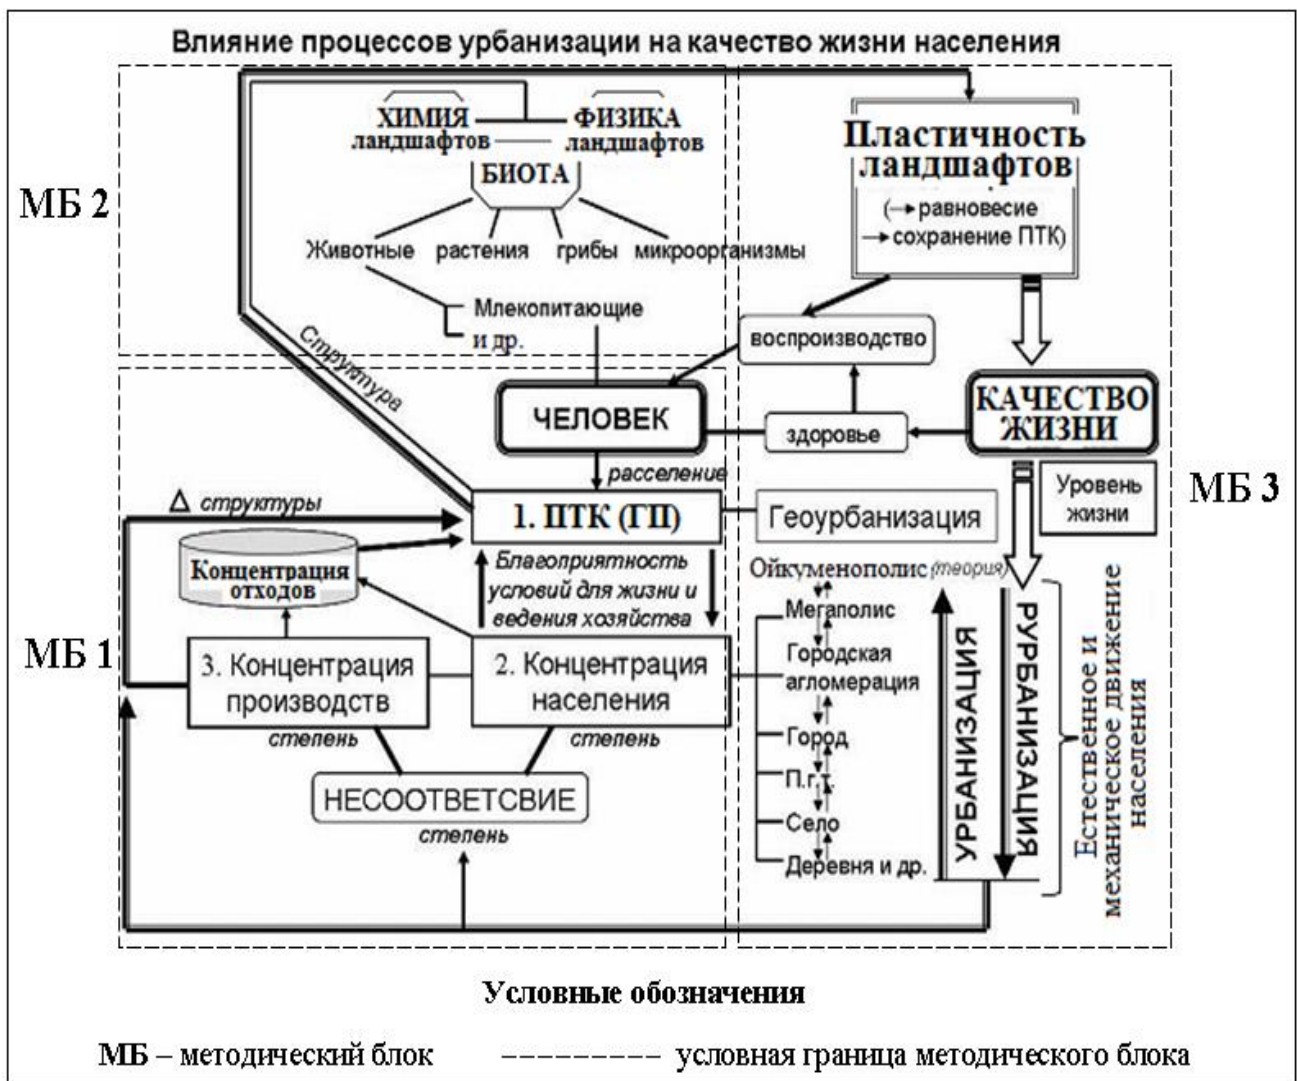 Влияние процессов урбанизации на качество жизни населения
МБ 2
ХИМИЯ
ландшафтов
ФИЗИКА
ландшафтов
БИОТА
Животные растения грибы микроорганизмы
Млекопитающие
и др.
Структура
Пластичность
ландшафтов
(→равновесие
→сохранение ПТК)
воспроизводство
ЧЕЛОВЕК
здоровье
КАЧЕСТВО
ЖИЗНИ
МБ 3
Уровень
жизни
расселение
МБ 1
Δ структуры
1. ПТК (ГП)
Геоурбанизация
Концентрация
отходов
Благоприятность
условий для жизни и
ведения хозяйства
Ойкуменополис (теория)
Мегаполис
Городская
агломерация
Город
П.г.т.
Село
Деревня и др.
3. Концентрация
производств
степень
2. Концентрация
населения
степень
НЕСООТВЕТСВИЕ
степень
УРБАНИЗАЦИЯ
РУРБАНИЗАЦИЯ
Естественное и
механическое движение
населения
Условные обозначения
МБ – методический блок
--------- условная граница методического блока